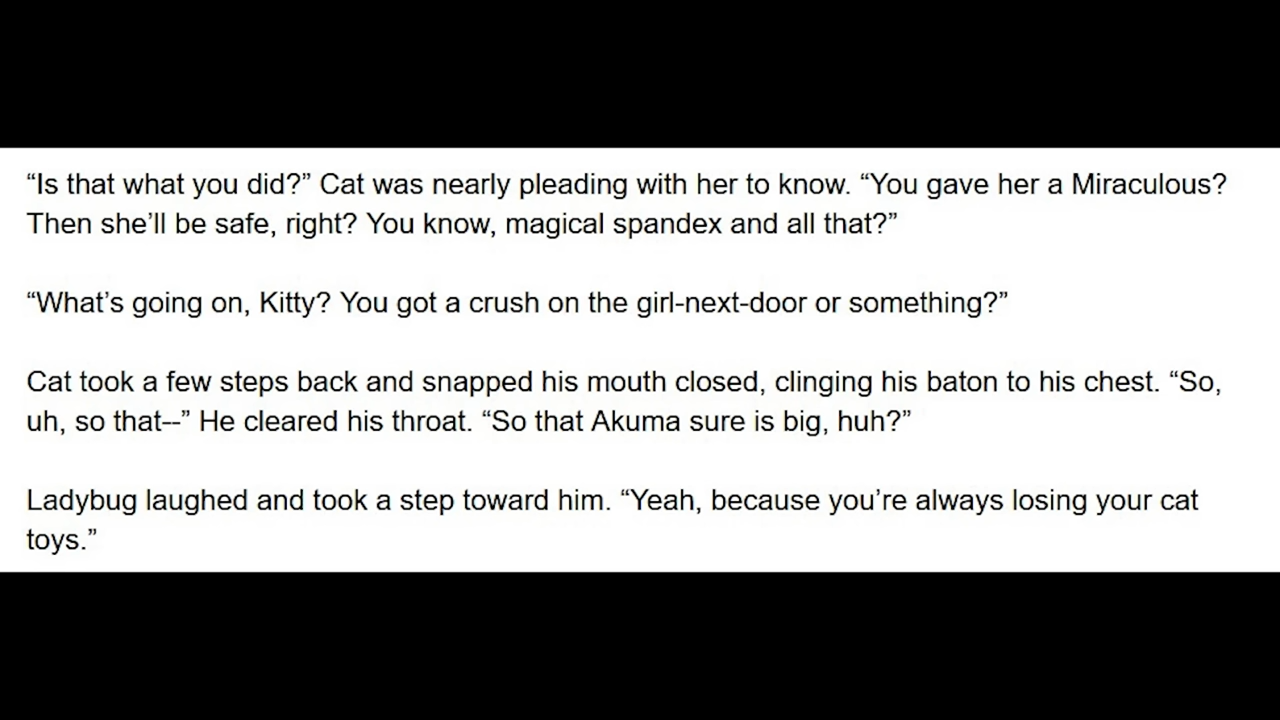 “Is that what you did?” Cat was nearly pleading with her to know. “You gave her a Miraculous?
Then she’ll be safe, right? You know, magical spandex and all that?”
“What’s going on, Kitty? You got a crush on the girl-next-door or something?”
Cat took a few steps back and snapped his mouth closed, clinging his baton to his chest. “So,
uh, so that--” He cleared his throat. “So that Akuma sure is big, huh?”
Ladybug laughed and took a step toward him. “Yeah, because you’re always losing your cat
toys.”